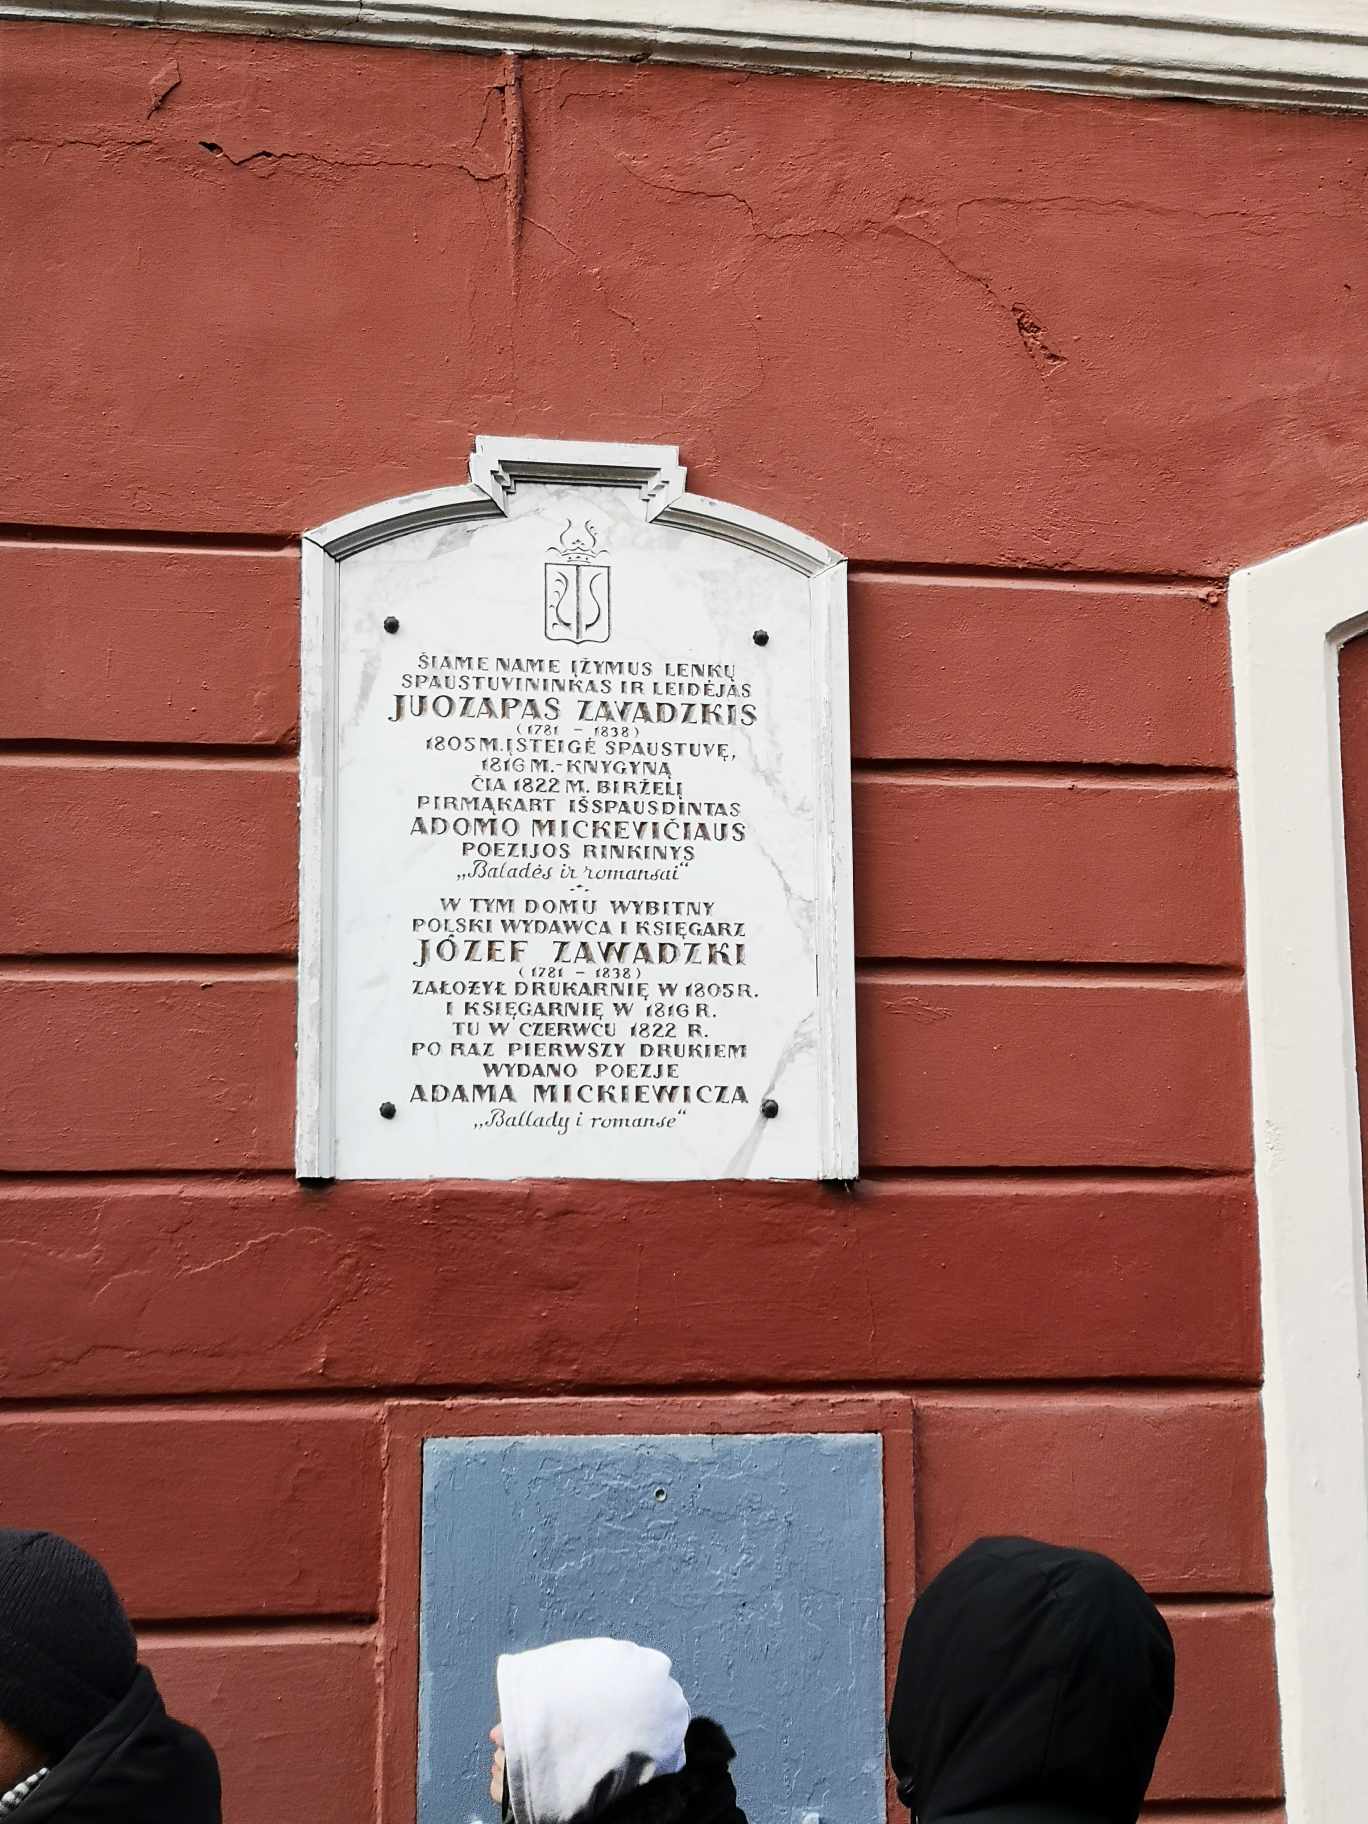 ŠIAME NAME ĮŽYMUS LENKŲ
SPAUSTUVININKAS IR LEIDĖJAS
JUOZAPAS ZAVADZKIS
(1781 – 1838)
1805 M. ĮSTEIGĖ SPAUSTUVĘ,
1816 M.-KNYGYNĄ
ČIA 1822 M. BIRŽELĮ
PIRMĄKART IŠSPAUSDINTAS
ADOMO MICKEVIČIAUS
POEZIJOS RINKINYS
„Baladės ir romansai“
W TYM DOMU WYBITNY
POLSKI WYDAWCA I KSIĘGARZ
JÓZEF ZAWADZKI
(1781 – 1838)
ZAŁOŻYŁ DRUKARNIĘ W 1805 R.
I KSIĘGARNIĘ W 1816 R.
TU W CZERWCU 1822 R.
PO RAZ PIERWSZY DRUKIEM
WYDANO POEZJE
ADAMA MICKIEWICZA
„Ballady i romanse“